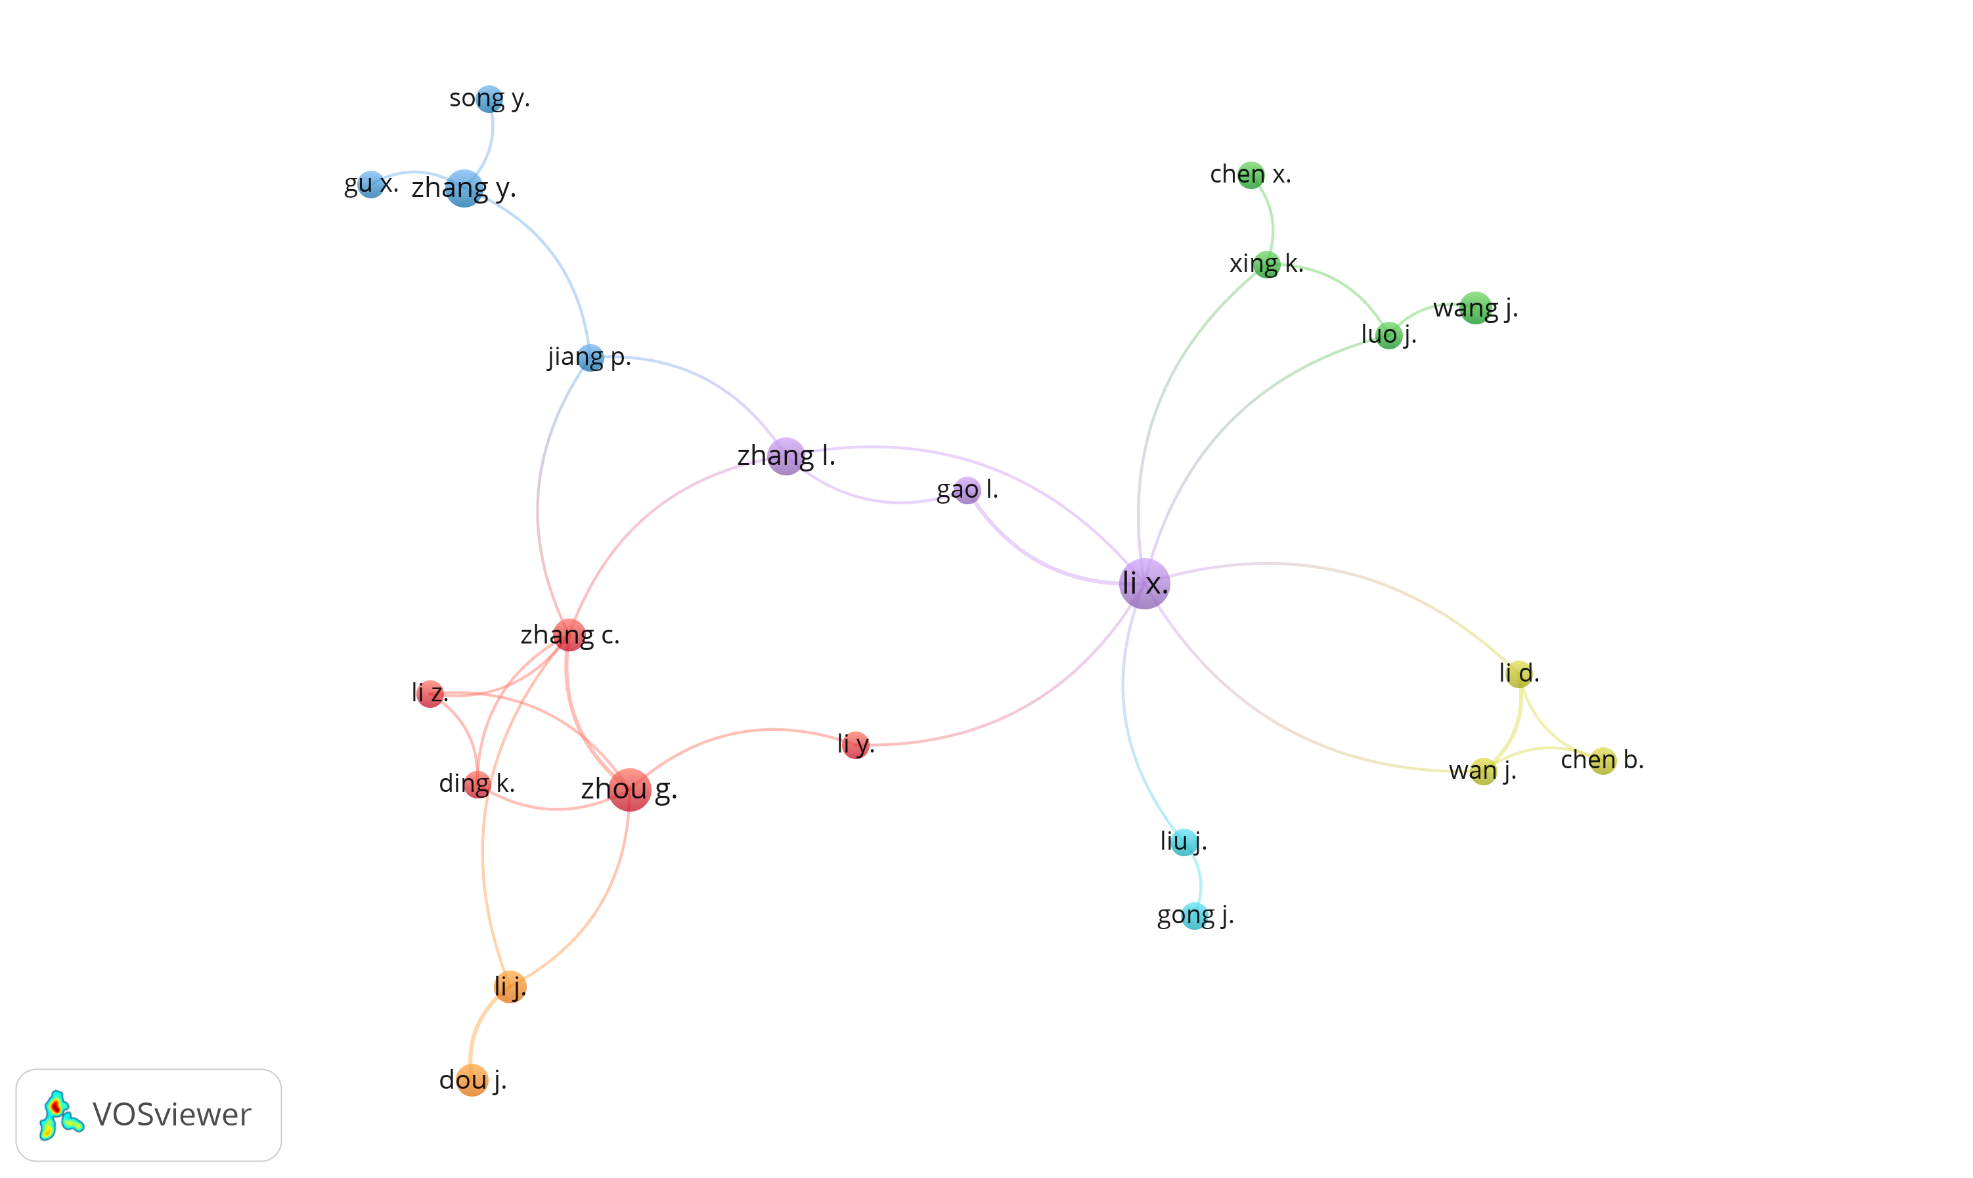 song y.
gu x.
zhang y.
chen x.
xing k.
wang j.
luo j.
jiang p.
zhang l.
gao l.
li x.
zhang c.
li z.
li d.
li y.
chen b.
wan j.
ding k.
zhou g.
liu j.
gong j.
li j.
dou j.
VOSviewer